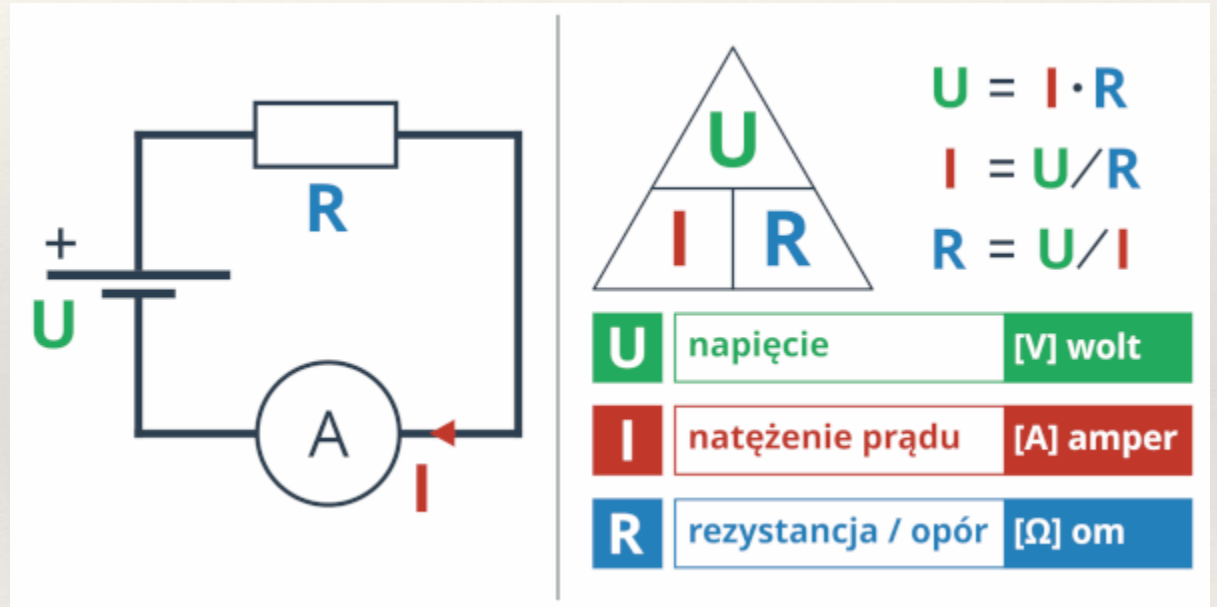 R
+
U
A
I
U
I R
U = I · R
I = U/R
R = U/I
U napięcie [V] wolt
I natężenie prądu [A] amper
R rezystancja / opór [Ω] om